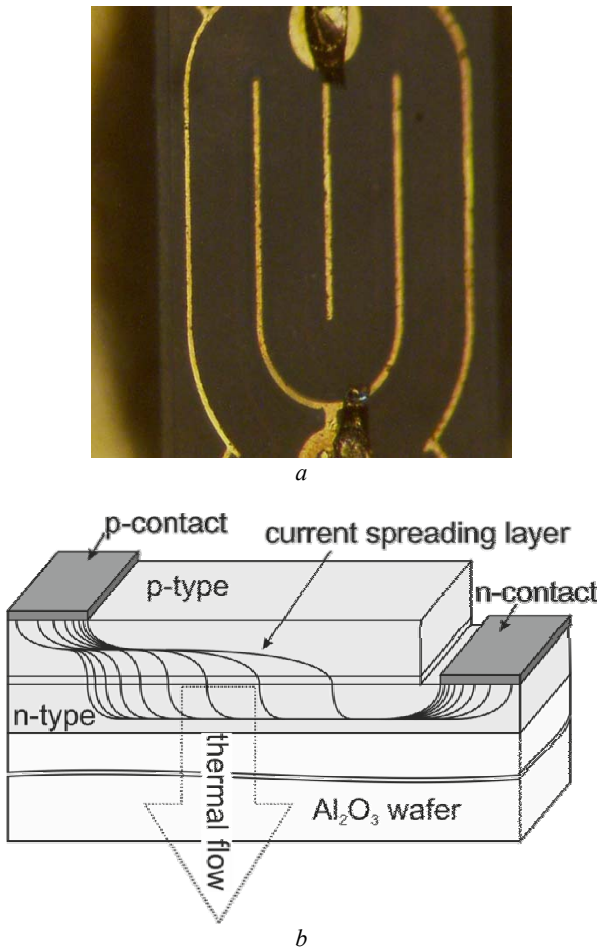 a
p-contact
current spreading layer
p-type
n-contact
n-type
thermal flow
Al₂O₃ wafer
b